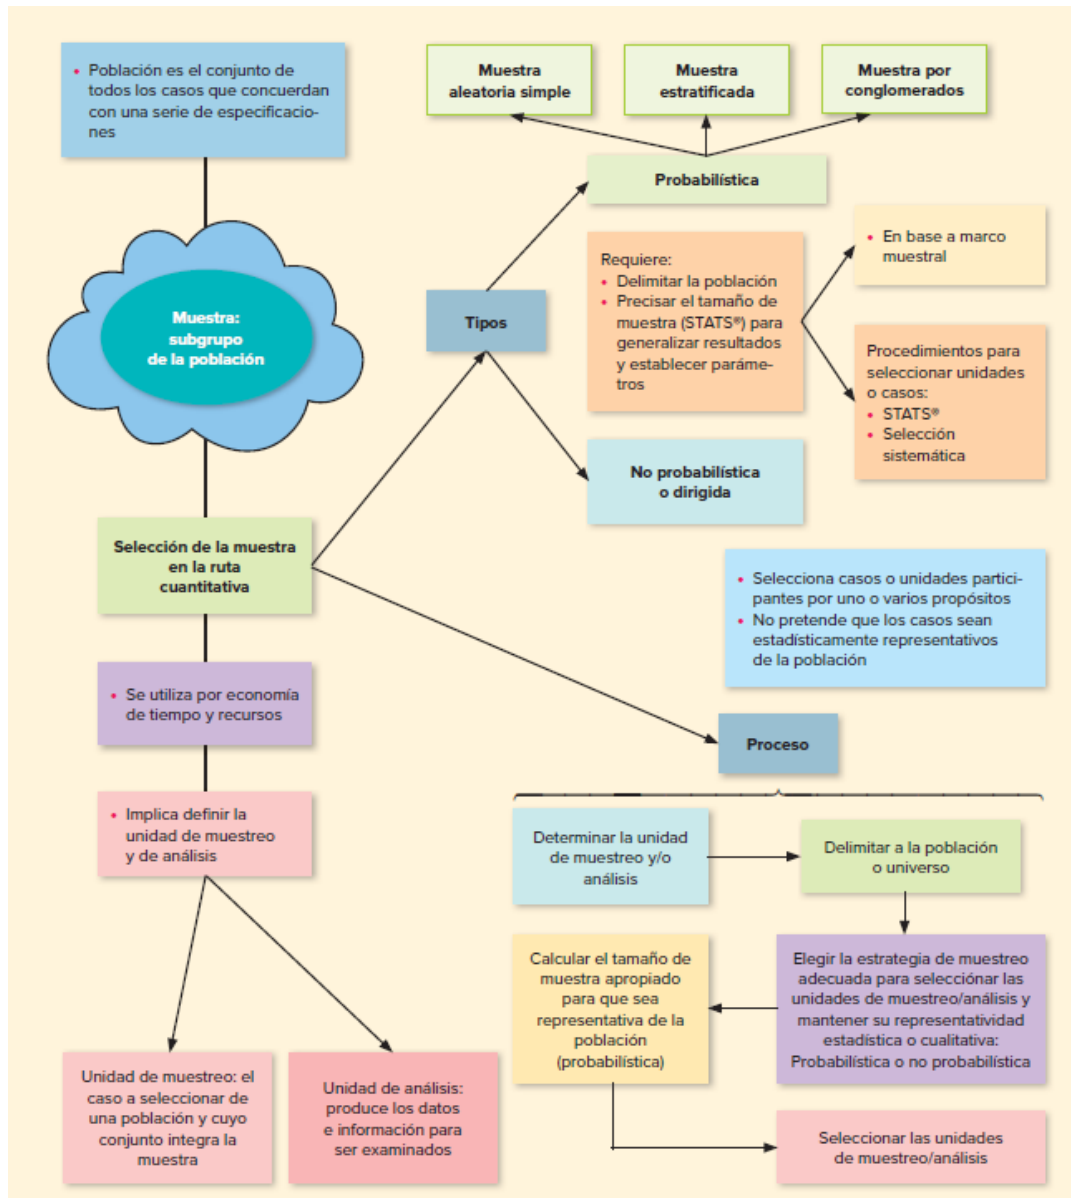 • Población es el conjunto de
todos los casos que concuerdan
con una serie de especificacio-
nes
Muestra:
subgrupo
de la población
Selección de la muestra
en la ruta
cuantitativa
• Se utiliza por economía
de tiempo y recursos
• Implica definir la
unidad de muestreo
y de análisis
Unidad de muestreo: el
caso a seleccionar de
una población y cuyo
conjunto integra la
muestra
Unidad de análisis:
produce los datos
e información para
ser examinados
Tipos
Muestra
aleatoria simple
Muestra
estratificada
Muestra por
conglomerados
Probabilística
Requiere:
• Delimitar la población
• Precisar el tamaño de
muestra (STATS®) para
generalizar resultados
y establecer paráme-
tros
• En base a marco
muestral
Procedimientos para
seleccionar unidades
o casos:
• STATS®
• Selección
sistemática
No probabilística
o dirigida
• Selecciona casos o unidades partici-
pantes por uno o varios propósitos
• No pretende que los casos sean
estadísticamente representativos
de la población
Proceso
Determinar la unidad
de muestreo y/o
análisis
Delimitar a la población
o universo
Elegir la estrategia de muestreo
adecuada para selecciónar las
unidades de muestreo/análisis y
mantener su representatividad
estadística o cualitativa:
Probabilística o no probabilística
Calcular el tamaño de
muestra apropiado
para que sea
representativa de la
población
(probabilística)
Seleccionar las unidades
de muestreo/análisis